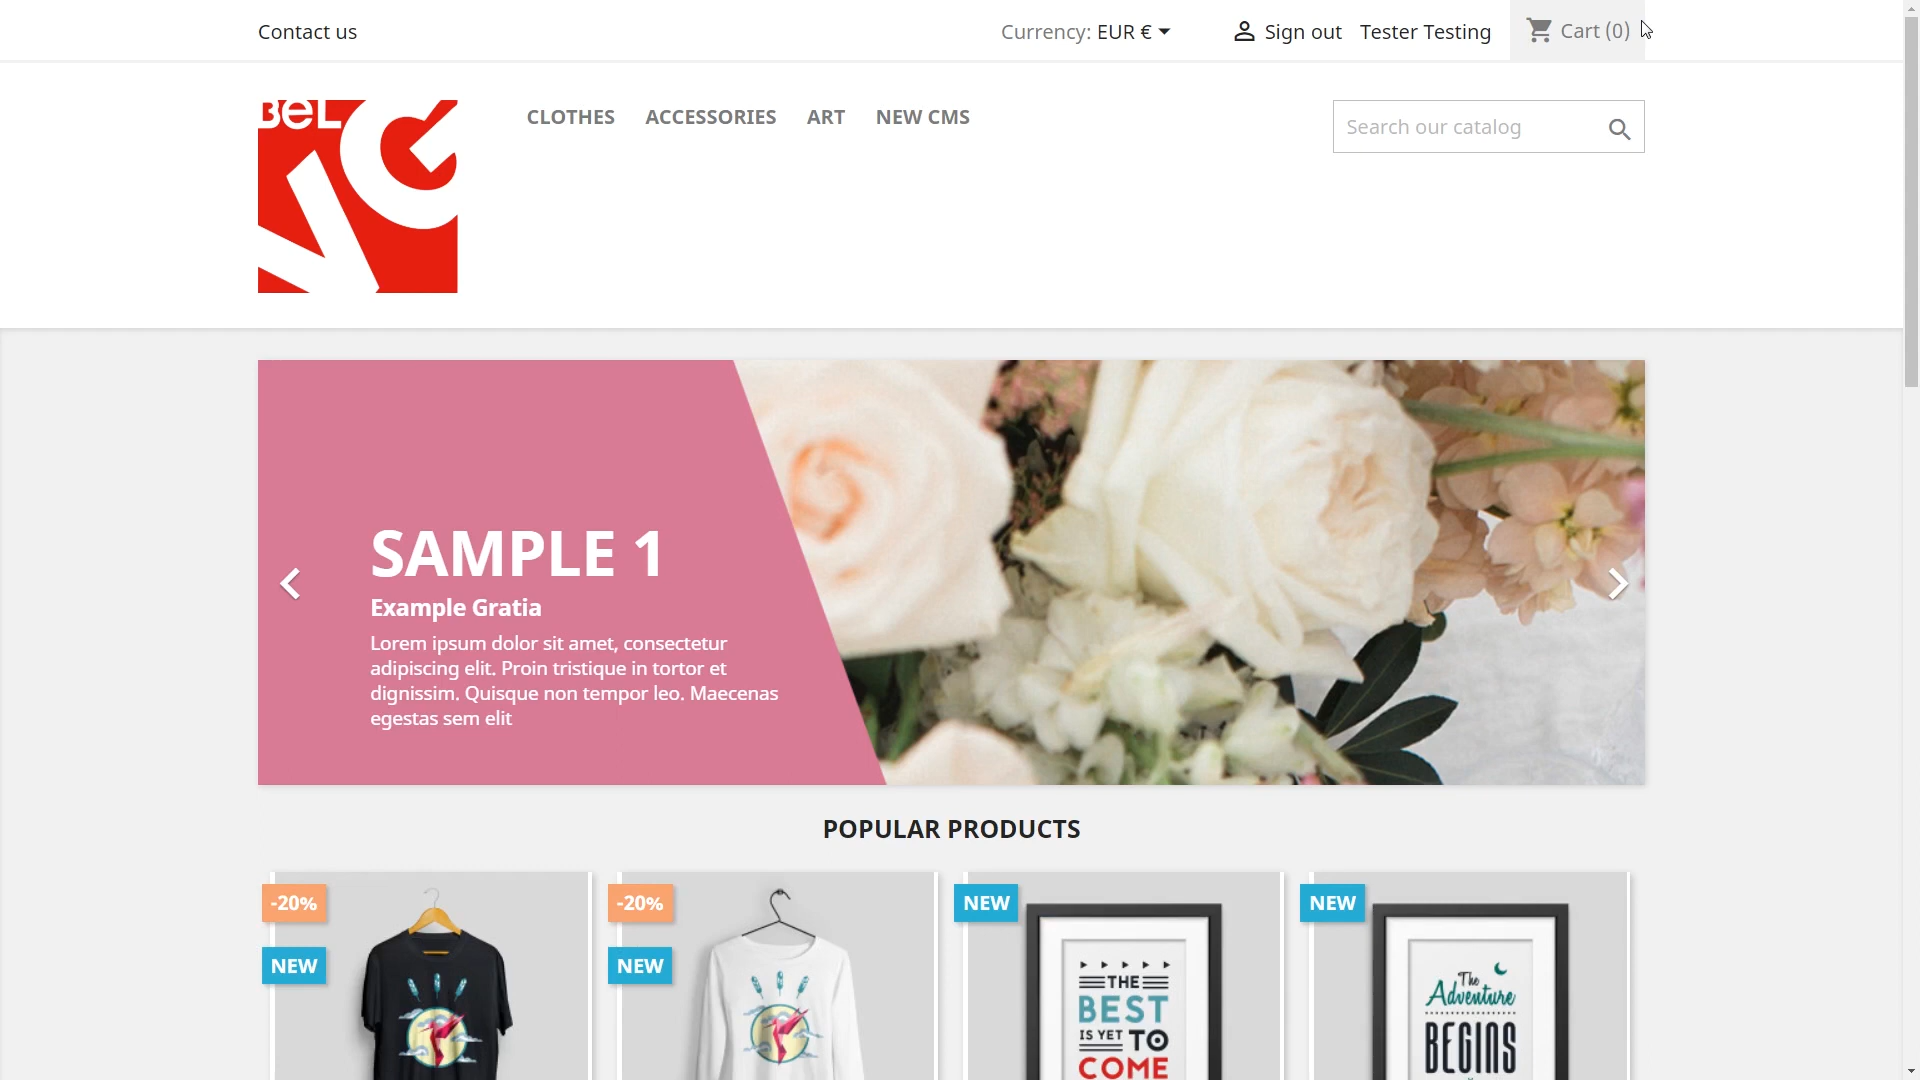 Contact us
Currency: EUR €
Sign out
Tester Testing
Cart (0)
BeL
VG
CLOTHES
ACCESSORIES
ART
NEW CMS
Search our catalog
SAMPLE 1
Example Gratia
Lorem ipsum dolor sit amet, consectetur
adipiscing elit. Proin tristique in tortor et
dignissim. Quisque non tempor leo. Maecenas
egestas sem elit
POPULAR PRODUCTS
-20%
NEW
-20%
NEW
NEW
THE
BEST
IS YET TO
COME
NEW
The
Adventure
BEGINS